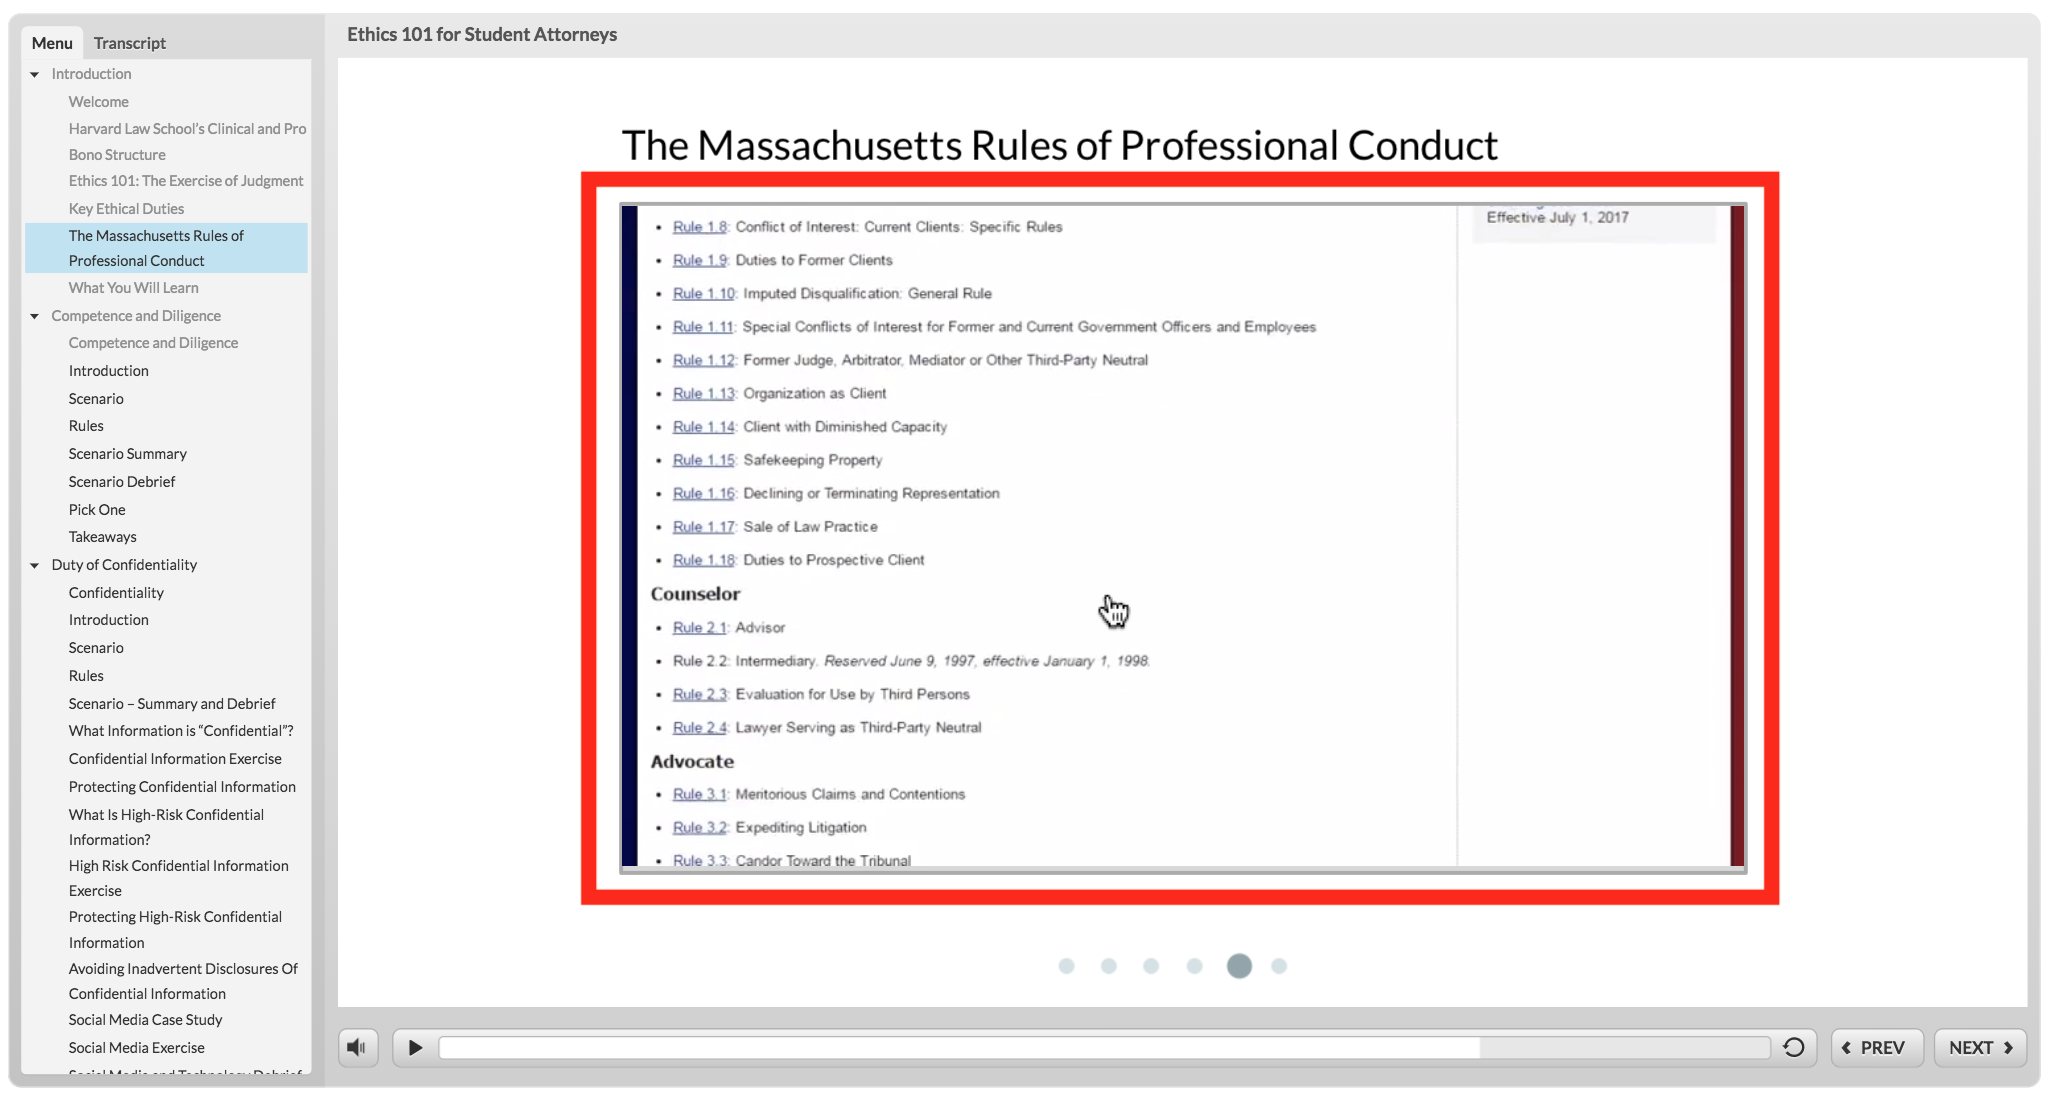 Menu
Transcript
Introduction
Welcome
Harvard Law School's Clinical and Pro
Bono Structure
Ethics 101: The Exercise of Judgment
Key Ethical Duties
The Massachusetts Rules of
Professional Conduct
What You Will Learn
Competence and Diligence
Competence and Diligence
Introduction
Scenario
Rules
Scenario Summary
Scenario Debrief
Pick One
Takeaways
Duty of Confidentiality
Confidentiality
Introduction
Scenario
Rules
Scenario – Summary and Debrief
What Information is “Confidential”?
Confidential Information Exercise
Protecting Confidential Information
What Is High-Risk Confidential
Information?
High Risk Confidential Information
Exercise
Protecting High-Risk Confidential
Information
Avoiding Inadvertent Disclosures Of
Confidential Information
Social Media Case Study
Social Media Exercise
Social Media and Technology Debrief
Ethics 101 for Student Attorneys
The Massachusetts Rules of Professional Conduct
• Rule 1.8: Conflict of Interest: Current Clients: Specific Rules
• Rule 1.9: Duties to Former Clients
• Rule 1.10: Imputed Disqualification: General Rule
• Rule 1.11: Special Conflicts of Interest for Former and Current Government Officers and Employees
• Rule 1.12: Former Judge, Arbitrator, Mediator or Other Third-Party Neutral
• Rule 1.13: Organization as Client
• Rule 1.14: Client with Diminished Capacity
• Rule 1.15: Safekeeping Property
• Rule 1.16: Declining or Terminating Representation
• Rule 1.17: Sale of Law Practice
• Rule 1.18: Duties to Prospective Client
Counselor
• Rule 2.1: Advisor
• Rule 2.2: Intermediary. Reserved June 9, 1997, effective January 1, 1998.
• Rule 2.3: Evaluation for Use by Third Persons
• Rule 2.4: Lawyer Serving as Third-Party Neutral
Advocate
• Rule 3.1: Meritorious Claims and Contentions
• Rule 3.2: Expediting Litigation
• Rule 3.3: Candor Toward the Tribunal
Effective July 1, 2017
PREV
NEXT